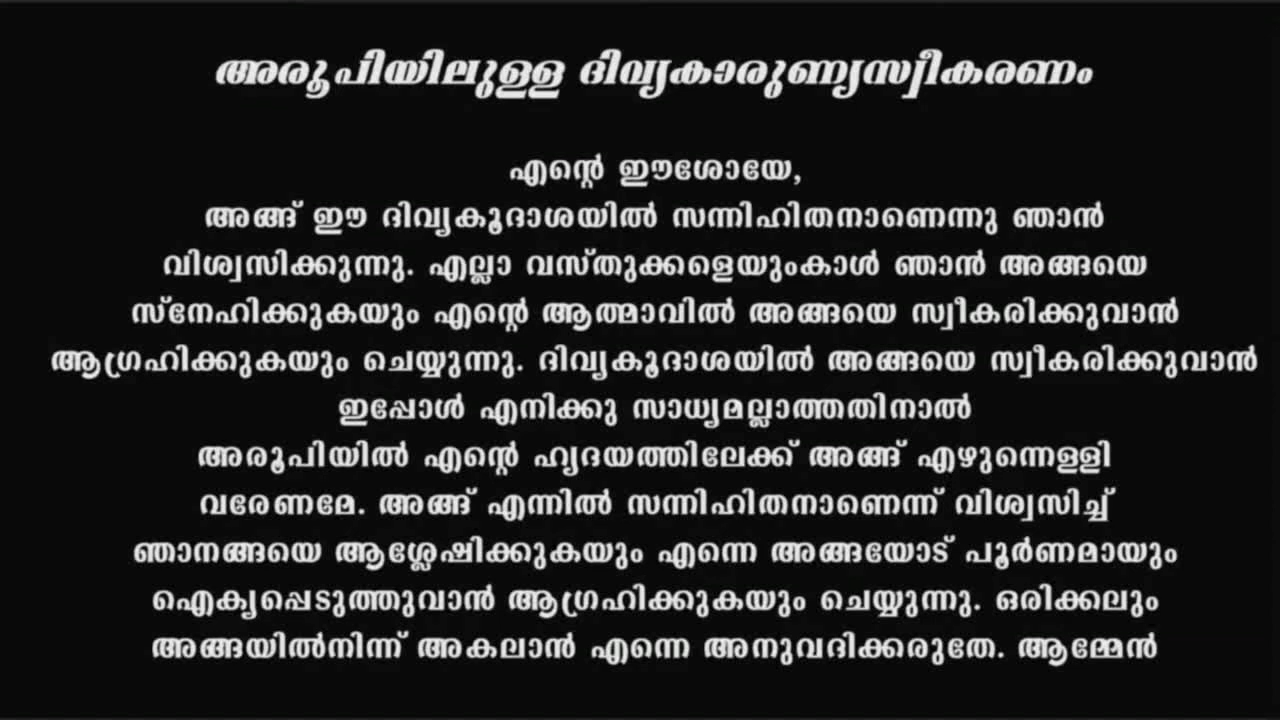 അരൂപിയിലുള്ള ദിവ്യകാരുണ്യസ്വീകരണം
എന്റെ ഈശോയേ,
അങ്ങ് ഈ ദിവ്യകൂദാശയിൽ സന്നിഹിതനാണെന്നു ഞാൻ
വിശ്വസിക്കുന്നു. എല്ലാ വസ്തുക്കളെയുംകാൾ ഞാൻ അങ്ങയെ
സ്നേഹിക്കുകയും എന്റെ ആത്മാവിൽ അങ്ങയെ സ്വീകരിക്കുവാൻ
ആഗ്രഹിക്കുകയും ചെയ്യുന്നു. ദിവ്യകൂദാശയിൽ അങ്ങയെ സ്വീകരിക്കുവാൻ
ഇപ്പോൾ എനിക്കു സാധ്യമല്ലാത്തതിനാൽ
അരൂപിയിൽ എന്റെ ഹൃദയത്തിലേക്ക് അങ്ങ് എഴുന്നെള്ളി
വരേണമേ. അങ്ങ് എന്നിൽ സന്നിഹിതനാണെന്ന് വിശ്വസിച്ച്
ഞാനങ്ങയെ ആശ്ലേഷിക്കുകയും എന്നെ അങ്ങയോട് പൂർണമായും
ഐക്യപ്പെടുത്തുവാൻ ആഗ്രഹിക്കുകയും ചെയ്യുന്നു. ഒരിക്കലും
അങ്ങയിൽനിന്ന് അകലാൻ എന്നെ അനുവദിക്കരുതേ. ആമ്മേൻ